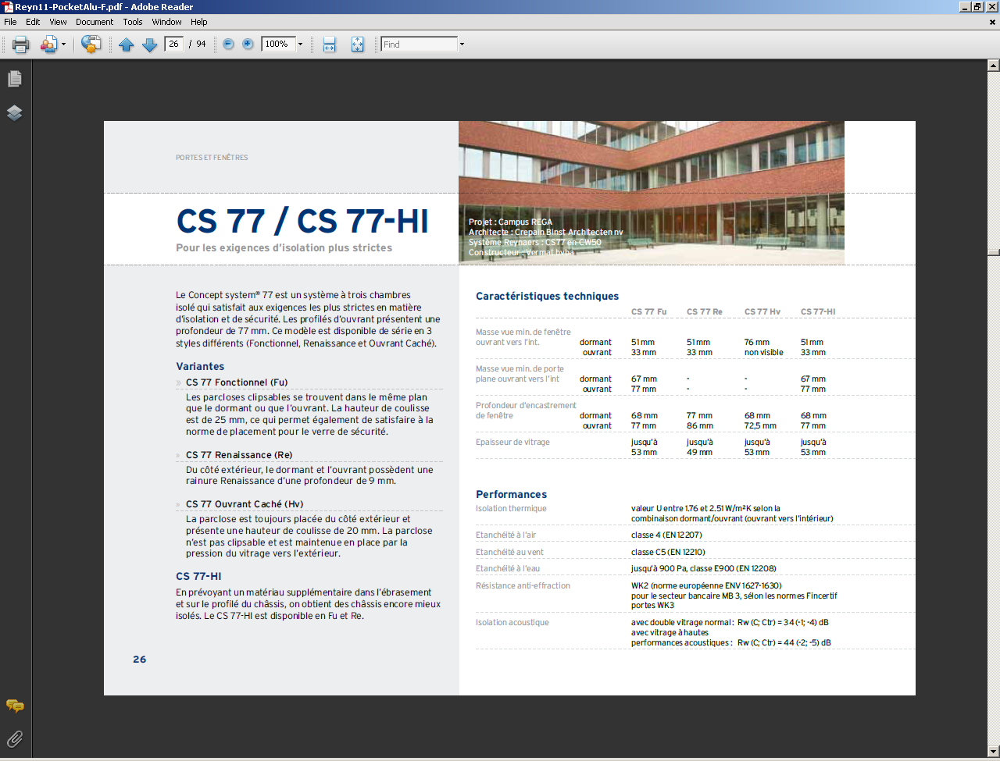 Reyn11-PocketAlu-F.pdf - Adobe Reader
File Edit View Document Tools Window Help
26 / 94 100% Find
PORTES ET FENÊTRES
CS 77 / CS 77-HI
Pour les exigences d'isolation plus strictes
Projet : Campus REGA
Architecte : Crepain Binst Architecten nv
Système Reynaers : CS77 en CW50
Constructeur : Vermat bvba
Le Concept system® 77 est un système à trois chambres
isolé qui satisfait aux exigences les plus strictes en matière
d'isolation et de sécurité. Les profilés d'ouvrant présentent une
profondeur de 77 mm. Ce modèle est disponible de série en 3
styles différents (Fonctionnel, Renaissance et Ouvrant Caché).
Variantes
» CS 77 Fonctionnel (Fu)
Les parcloses clipsables se trouvent dans le même plan
que le dormant ou que l'ouvrant. La hauteur de coulisse
est de 25 mm, ce qui permet également de satisfaire à la
norme de placement pour le verre de sécurité.
» CS 77 Renaissance (Re)
Du côté extérieur, le dormant et l'ouvrant possèdent une
rainure Renaissance d'une profondeur de 9 mm.
» CS 77 Ouvrant Caché (Hv)
La parclose est toujours placée du côté extérieur et
présente une hauteur de coulisse de 20 mm. La parclose
n'est pas clipsable et est maintenue en place par la
pression du vitrage vers l'extérieur.
CS 77-HI
En prévoyant un matériau supplémentaire dans l'ébrasement
et sur le profilé du châssis, on obtient des châssis encore mieux
isolés. Le CS 77-HI est disponible en Fu et Re.
26
Caractéristiques techniques
CS 77 Fu CS 77 Re CS 77 Hv CS 77-HI
Masse vue min. de fenêtre
ouvrant vers l'int. dormant 51 mm 51 mm 76 mm 51 mm
ouvrant 33 mm 33 mm non visible 33 mm
Masse vue min. de porte
plane ouvrant vers l'int dormant 67 mm - - 67 mm
ouvrant 77 mm - - 77 mm
Profondeur d'encastrement
de fenêtre dormant 68 mm 77 mm 68 mm 68 mm
ouvrant 77 mm 86 mm 72,5 mm 77 mm
Epaisseur de vitrage jusqu'à jusqu'à jusqu'à jusqu'à
53 mm 49 mm 53 mm 53 mm
Performances
Isolation thermique valeur U entre 1.76 et 2.51 W/m²K selon la
combinaison dormant/ouvrant (ouvrant vers l'intérieur)
Etanchéité à l'air classe 4 (EN 12207)
Etanchéité au vent classe C5 (EN 12210)
Etanchéité à l'eau jusqu'à 900 Pa, classe E900 (EN 12208)
Résistance anti-effraction WK2 (norme européenne ENV 1627-1630)
pour le secteur bancaire MB 3, sélon les normes Fincertif
portes WK3
Isolation acoustique avec double vitrage normal : Rw (C; Ctr) = 34 (-1; -4) dB
avec vitrage à hautes
performances acoustiques : Rw (C; Ctr) = 44 (-2; -5) dB